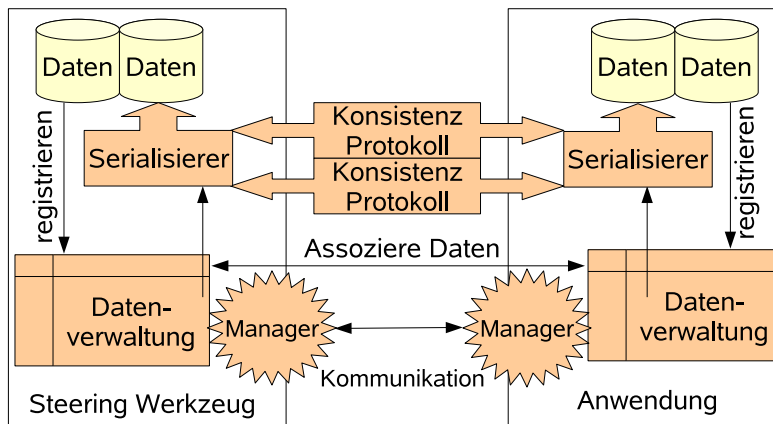 Daten Daten
Daten Daten
registrieren
Serialisierer
Konsistenz
Protokoll
Konsistenz
Protokoll
Serialisierer
registrieren
Assoziere Daten
Daten-
verwaltung
Manager
Kommunikation
Manager
Daten-
verwaltung
Steering Werkzeug
Anwendung